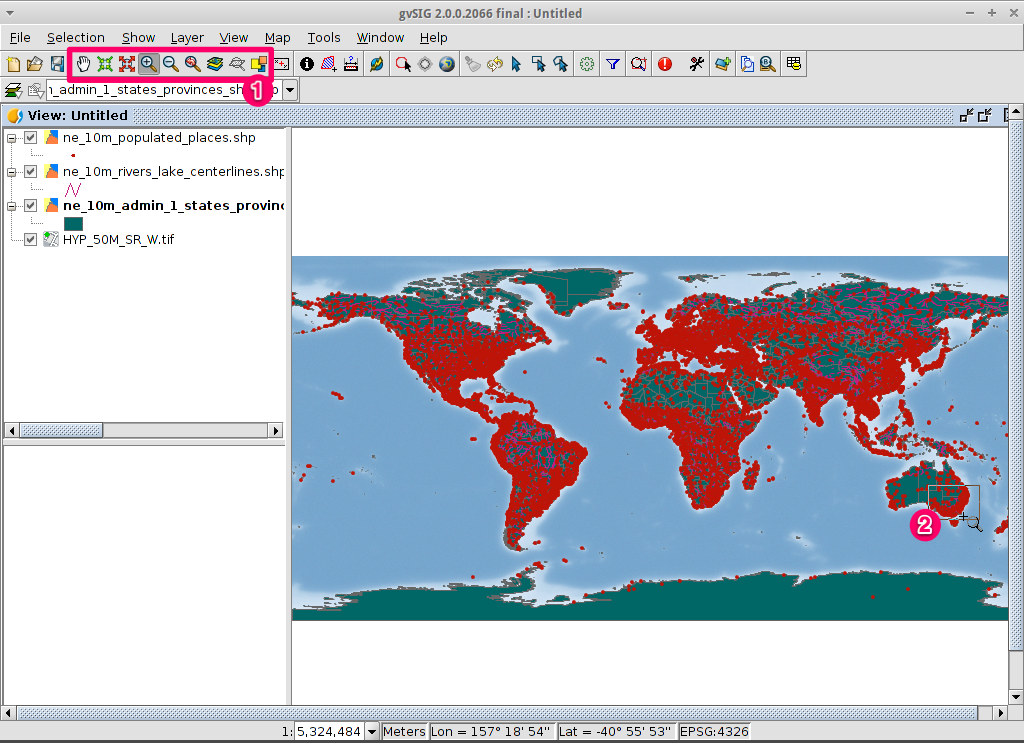 gvSIG 2.0.0.2066 final : Untitled
File Selection Show Layer View Map Tools Window Help
1
_admin_1_states_provinces_sh
View: Untitled
ne_10m_populated_places.shp
ne_10m_rivers_lake_centerlines.shp
ne_10m_admin_1_states_provinc
HYP_50M_SR_W.tif
2
1: 5,324,484 Meters Lon = 157° 18' 54" Lat = -40° 55' 53" EPSG:4326